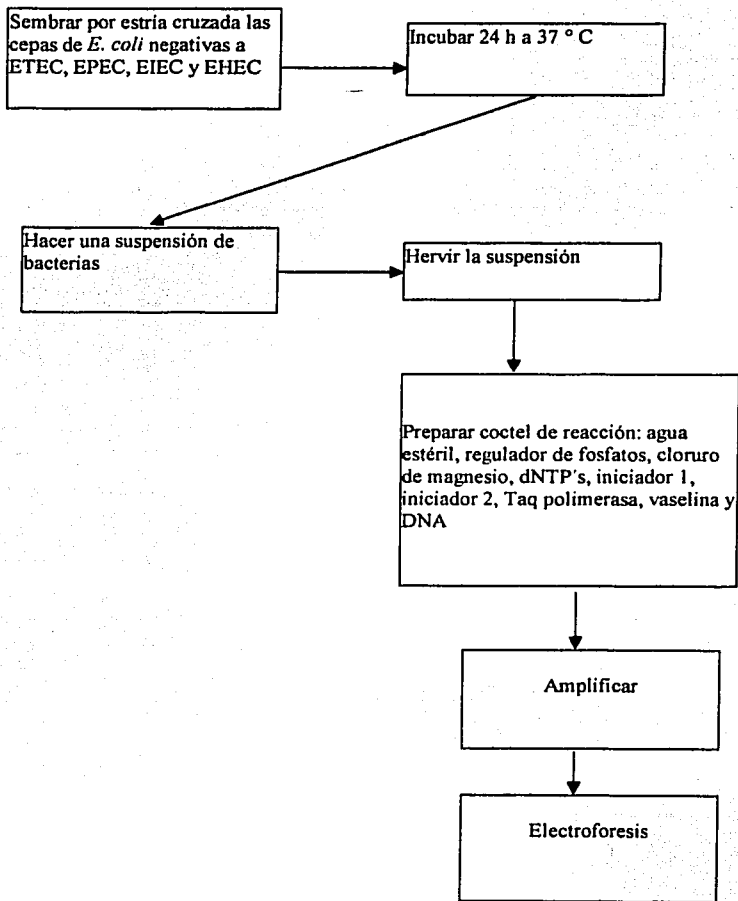 Sembrar por estría cruzada las
cepas de E. coli negativas a
ETEC, EPEC, EIEC y EHEC
Incubar 24 h a 37 ° C
Hacer una suspensión de
bacterias
Hervir la suspensión
Preparar coctel de reacción: agua
estéril, regulador de fosfatos, cloruro
de magnesio, dNTP's, iniciador 1,
iniciador 2, Taq polimerasa, vaselina y
DNA
Amplificar
Electroforesis